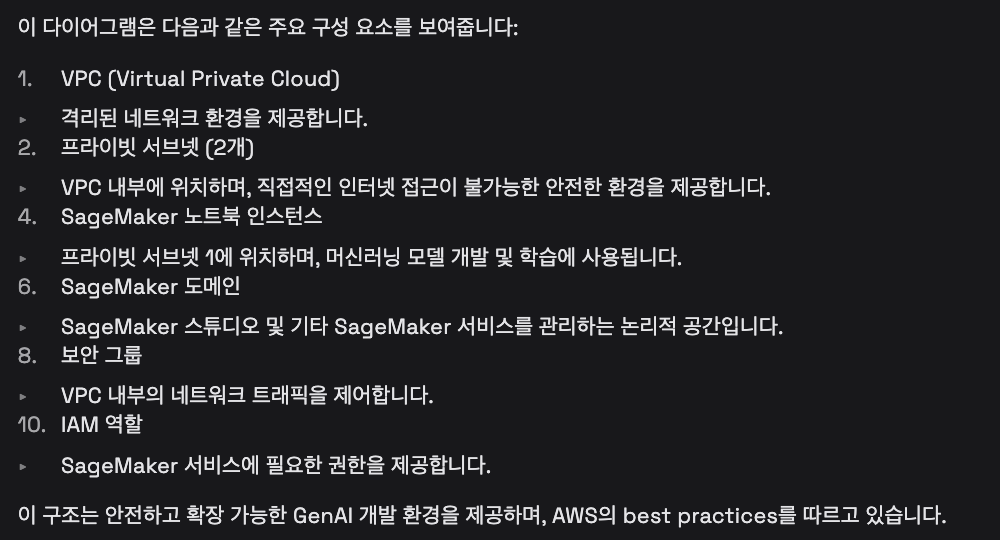 이 다이어그램은 다음과 같은 주요 구성 요소를 보여줍니다:
1. VPC (Virtual Private Cloud)
▸ 격리된 네트워크 환경을 제공합니다.
2. 프라이빗 서브넷 (2개)
▸ VPC 내부에 위치하며, 직접적인 인터넷 접근이 불가능한 안전한 환경을 제공합니다.
4. SageMaker 노트북 인스턴스
▸ 프라이빗 서브넷 1에 위치하며, 머신러닝 모델 개발 및 학습에 사용됩니다.
6. SageMaker 도메인
▸ SageMaker 스튜디오 및 기타 SageMaker 서비스를 관리하는 논리적 공간입니다.
8. 보안 그룹
▸ VPC 내부의 네트워크 트래픽을 제어합니다.
10. IAM 역할
▸ SageMaker 서비스에 필요한 권한을 제공합니다.
이 구조는 안전하고 확장 가능한 GenAI 개발 환경을 제공하며, AWS의 best practices를 따르고 있습니다.